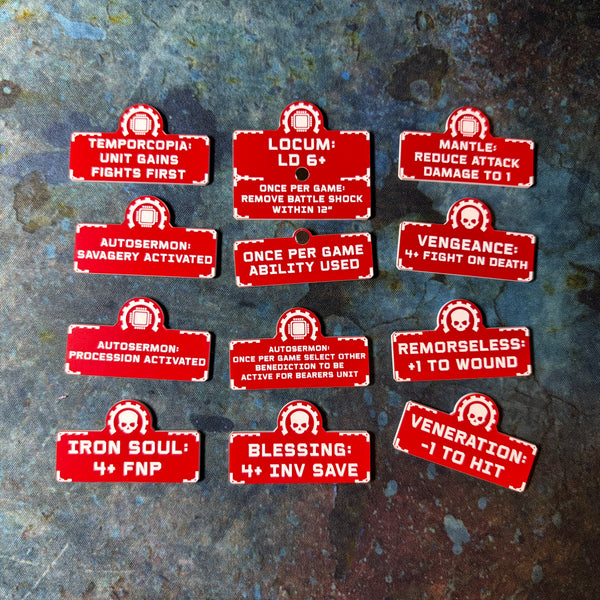 TEMPORCOPIA:
UNIT GAINS
FIGHTS FIRST
LOCUM:
LD 6+
ONCE PER GAME:
REMOVE BATTLE SHOCK
WITHIN 12"
MANTLE:
REDUCE ATTACK
DAMAGE TO 1
AUTOSERMON:
SAVAGERY ACTIVATED
ONCE PER GAME
ABILITY USED
VENGEANCE:
4+ FIGHT ON DEATH
AUTOSERMON:
PROCESSION ACTIVATED
AUTOSERMON:
ONCE PER GAME SELECT OTHER
BENEDICTION TO BE
ACTIVE FOR BEARERS UNIT
REMORSELESS:
+1 TO WOUND
IRON SOUL:
4+ FNP
BLESSING:
4+ INV SAVE
VENERATION:
-1 TO HIT